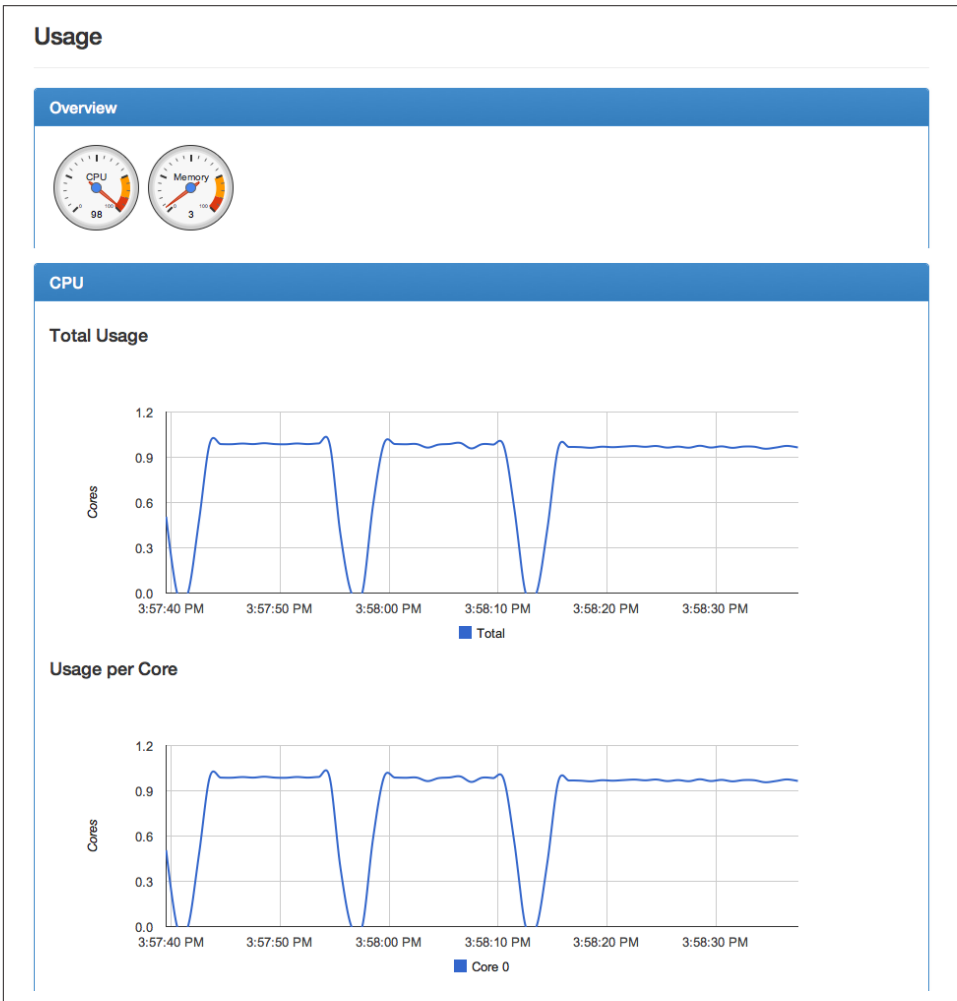 Usage
Overview
CPU
0
100
98
Memory
0
100
3
CPU
Total Usage
1.2
0.9
0.6
0.3
0.0
Cores
3:57:40 PM 3:57:50 PM 3:58:00 PM 3:58:10 PM 3:58:20 PM 3:58:30 PM
Total
Usage per Core
1.2
0.9
0.6
0.3
0.0
Cores
3:57:40 PM 3:57:50 PM 3:58:00 PM 3:58:10 PM 3:58:20 PM 3:58:30 PM
Core 0